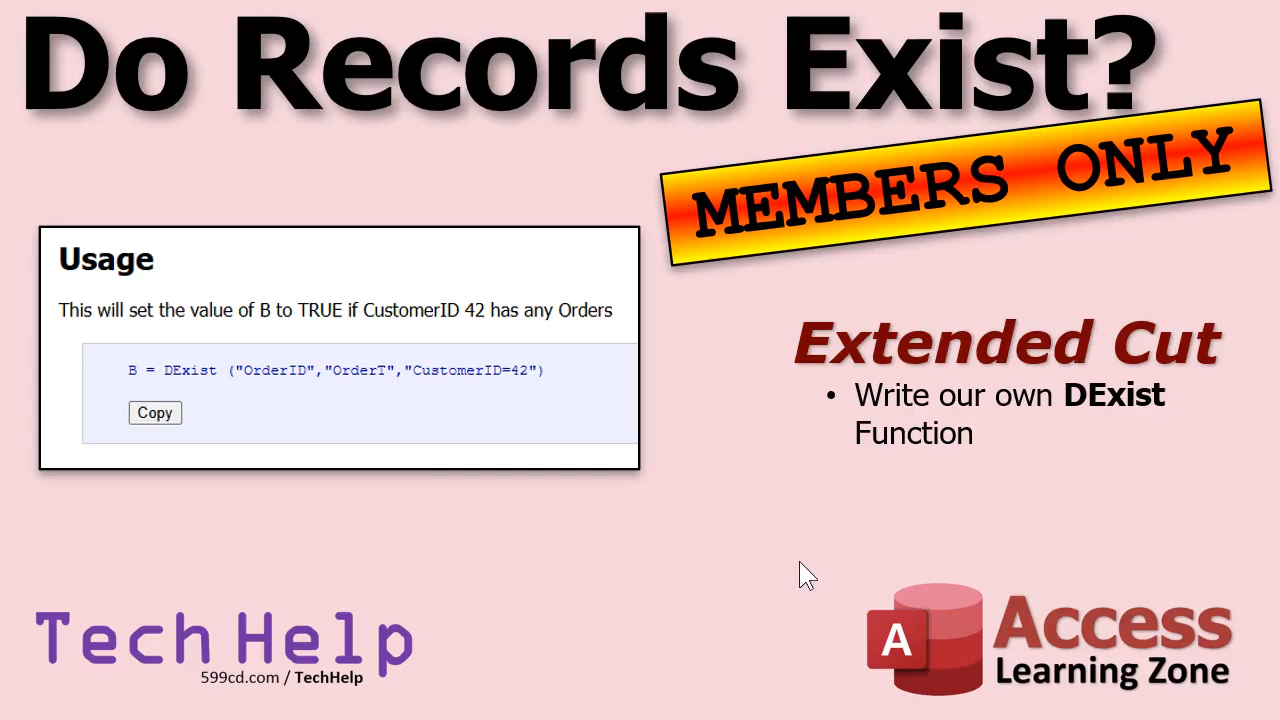 Do Records Exist?
MEMBERS ONLY
Usage
This will set the value of B to TRUE if CustomerID 42 has any Orders
B = DExist ("OrderID","OrderT","CustomerID=42")
Copy
Extended Cut
• Write our own DExist
Function
Tech Help
599cd.com / TechHelp
A
Access
Learning Zone